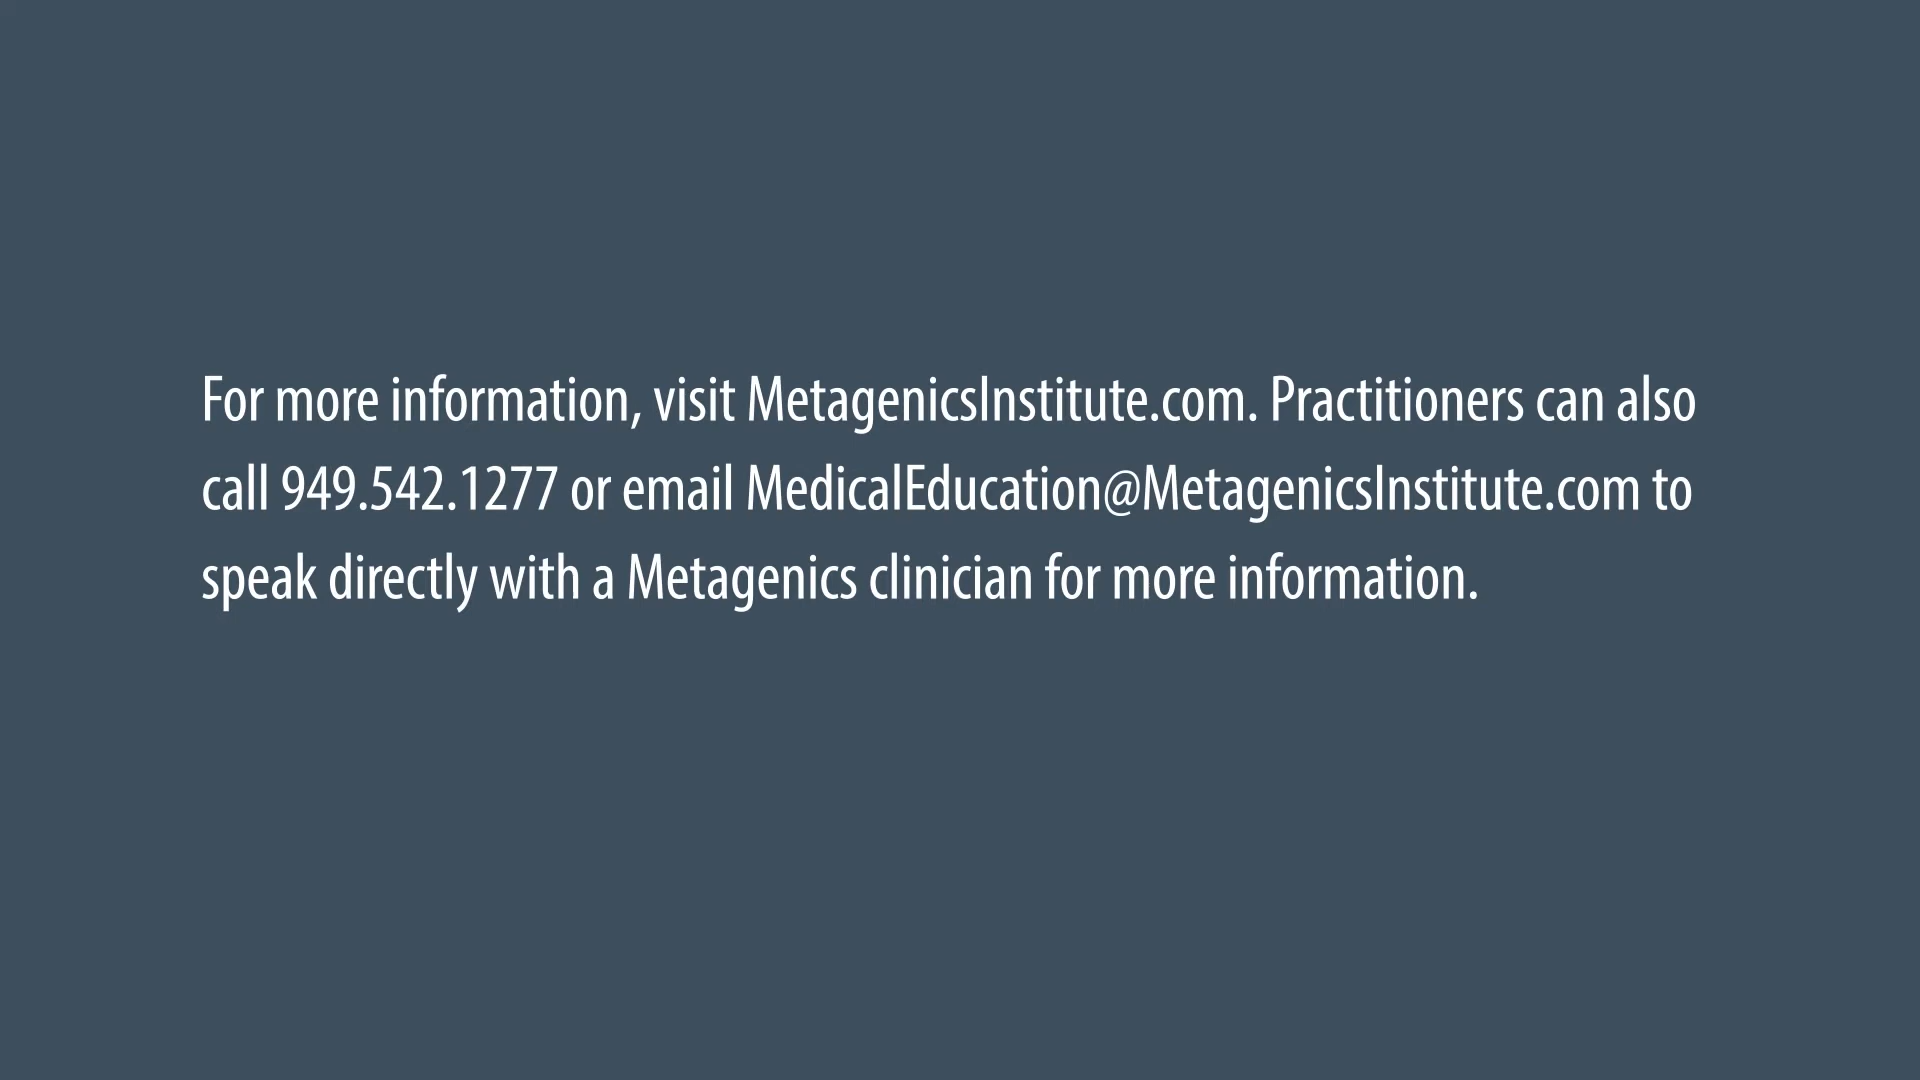 For more information, visit MetagenicsInstitute.com. Practitioners can also
call 949.542.1277 or email MedicalEducation@MetagenicsInstitute.com to
speak directly with a Metagenics clinician for more information.